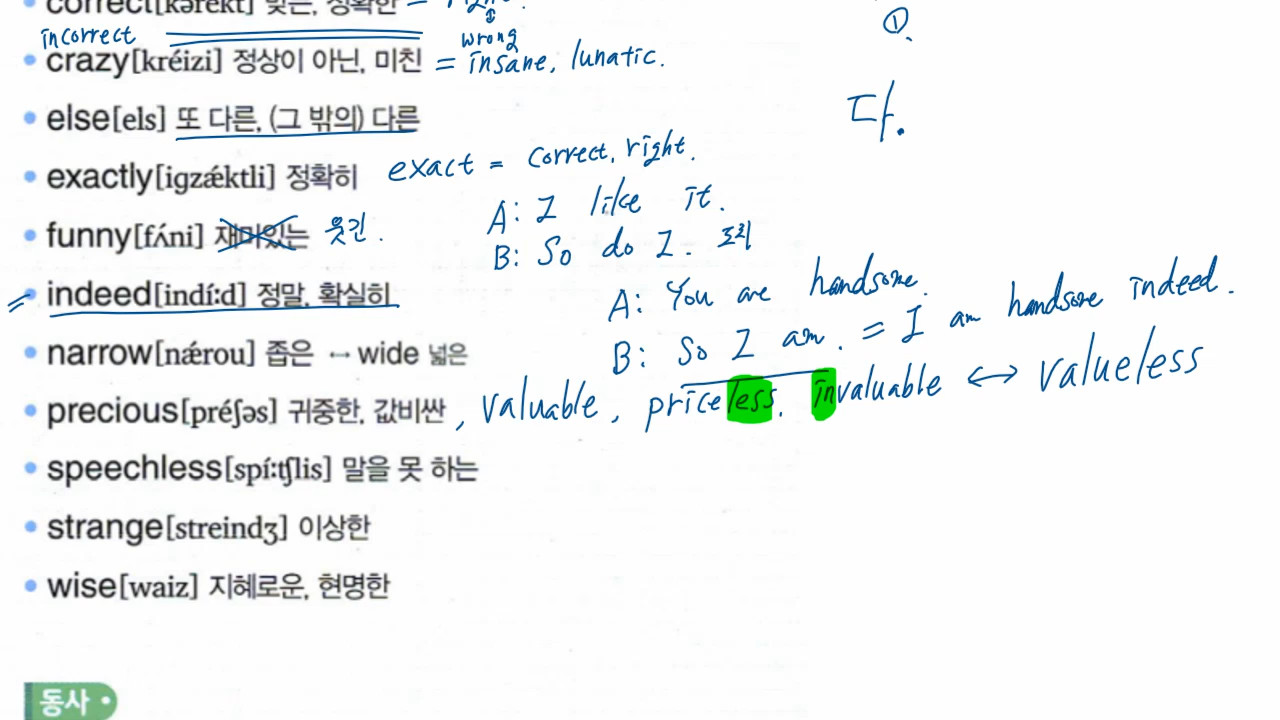 correct[kərékt] 맞은, 정확한 = right.
incorrect
wrong
①.
crazy[kréizi] 정상이 아닌, 미친 = insane, lunatic.
else[els] 또 다른, (그 밖의) 다른
다.
exactly[igzǽktli] 정확히 exact = correct, right.
A: I like it.
funny[fʌ́ni] 재미있는 웃긴.
B: So do I. 도치
indeed[indíːd] 정말, 확실히
A: You are handsome.
B: So I am. = I am handsome indeed.
narrow[nǽrou] 좁은 ↔ wide 넓은
precious[préʃəs] 귀중한, 값비싼, valuable, priceless. invaluable ↔ valueless
speechless[spíːtʃlis] 말을 못 하는
strange[streindʒ] 이상한
wise[waiz] 지혜로운, 현명한
동사